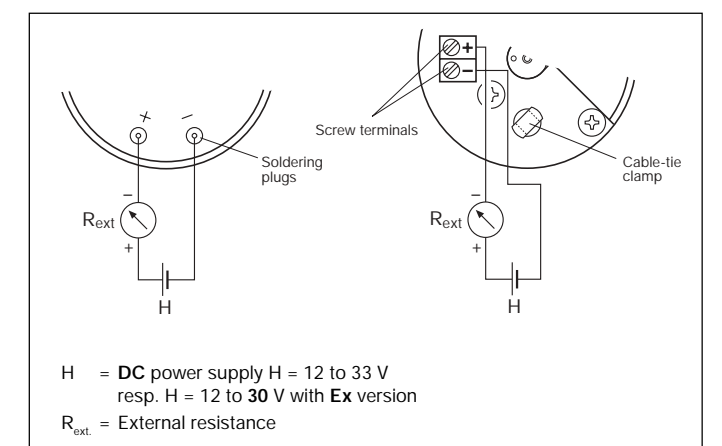 + −
Soldering
plugs
−
Rext
+
H
+
−
Screw terminals
Cable-tie
clamp
−
Rext
+
H
H = DC power supply H = 12 to 33 V
resp. H = 12 to 30 V with Ex version
Rext. = External resistance